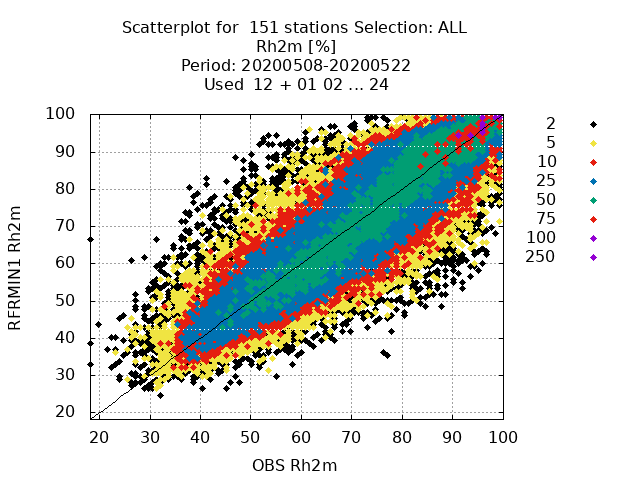 Scatterplot for  151 stations Selection: ALL
Rh2m [%]
Period: 20200508-20200522
Used  12 + 01 02 ... 24
100
90
80
70
60
50
40
30
20
RFRMIN1 Rh2m
20 30 40 50 60 70 80 90 100
OBS Rh2m
2
5
10
25
50
75
100
250